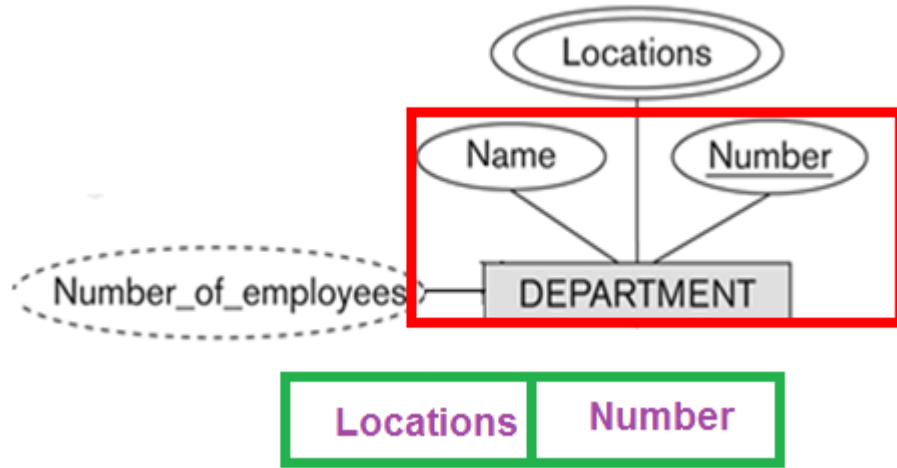 Locations
Name Number
Number_of_employees DEPARTMENT
Locations Number